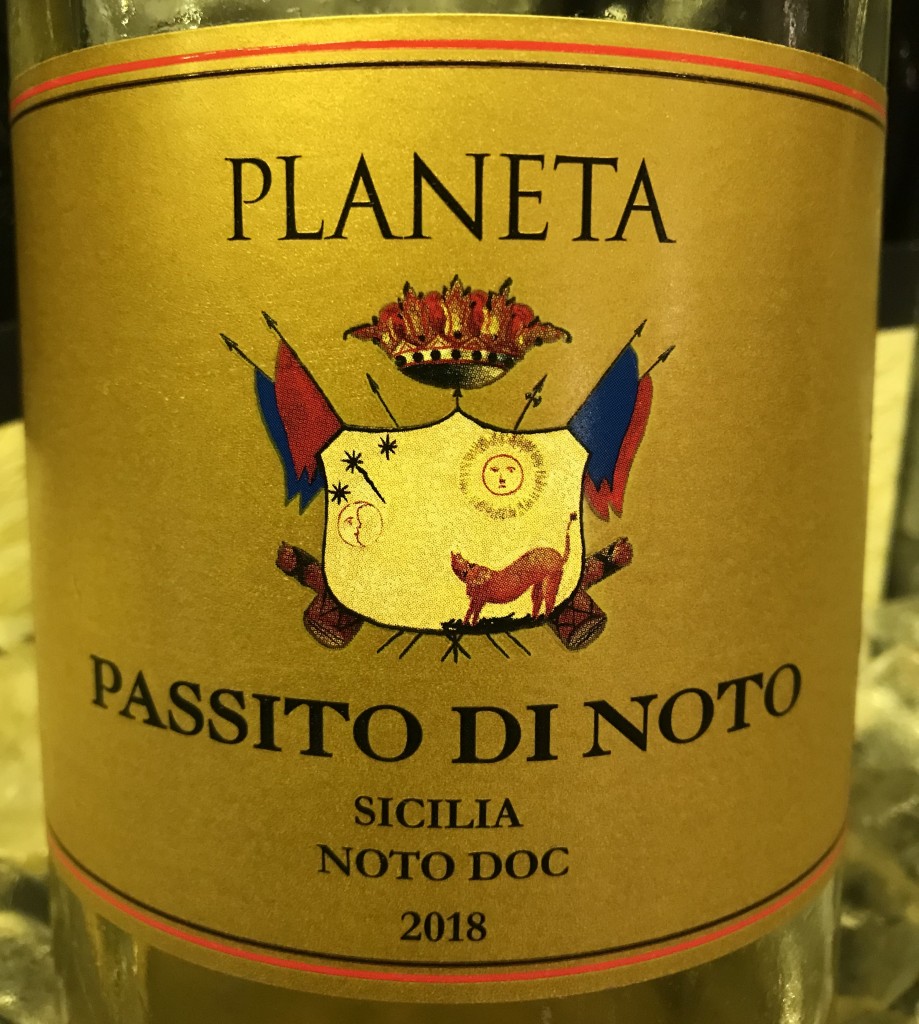 PLANETA
PASSITO DI NOTO
SICILIA
NOTO DOC
2018